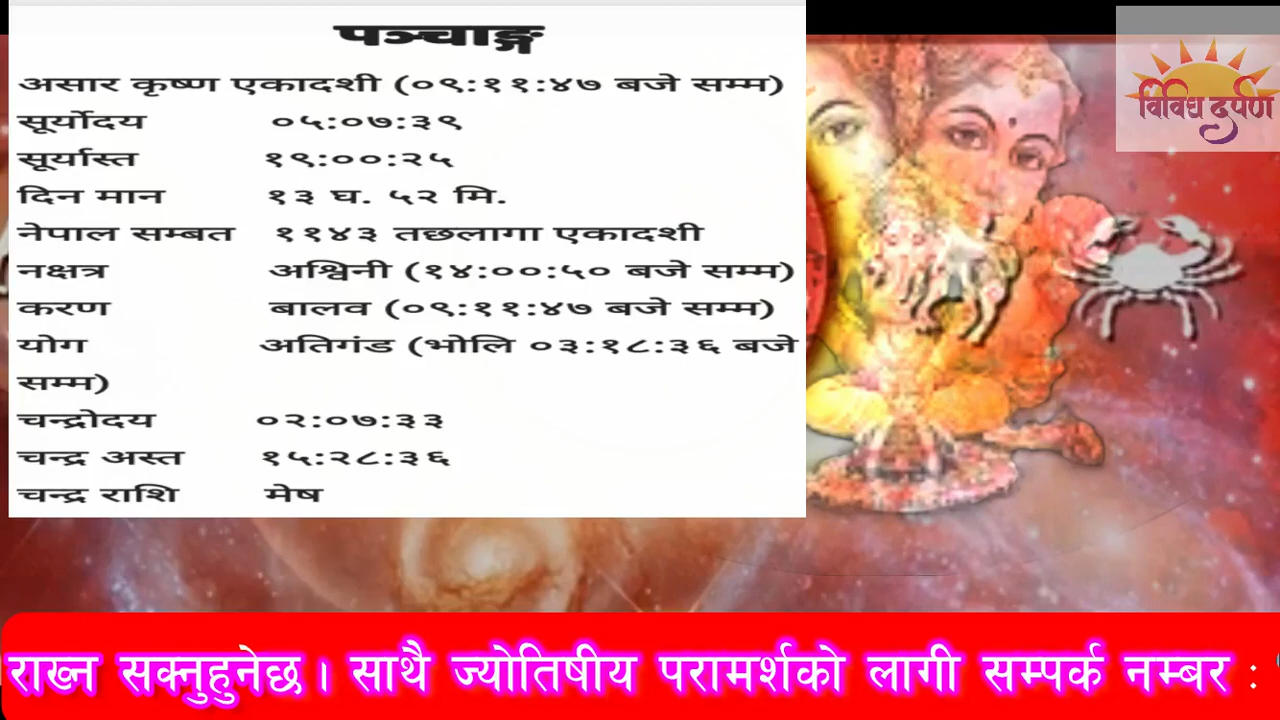 पञ्चाङ्ग
विविध दर्पण
असार कृष्ण एकादशी (०९:११:४७ बजे सम्म)
सूर्योदय ०५:०७:३९
सूर्यास्त १९:००:२५
दिन मान १३ घ. ५२ मि.
नेपाल सम्बत ११४३ तछलागा एकादशी
नक्षत्र अश्विनी (१४:००:५० बजे सम्म)
करण बालव (०९:११:४७ बजे सम्म)
योग अतिगंड (भोलि ०३:१८:३६ बजे
सम्म)
चन्द्रोदय ०२:०७:३३
चन्द्र अस्त १५:२८:३६
चन्द्र राशि मेष
राख्न सक्नुहुनेछ। साथै ज्योतिषीय परामर्शको लागी सम्पर्क नम्बर :